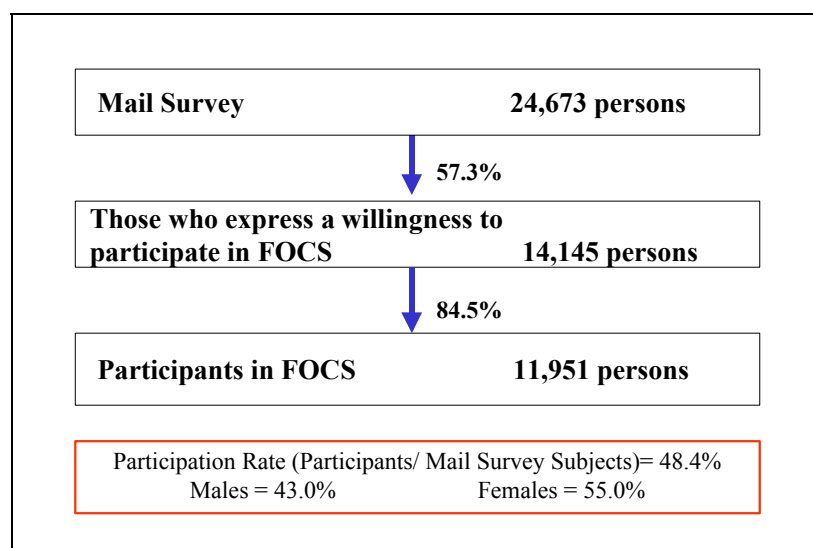 Mail Survey 24,673 persons
57.3%
Those who express a willingness to
participate in FOCS 14,145 persons
84.5%
Participants in FOCS 11,951 persons
Participation Rate (Participants/ Mail Survey Subjects)= 48.4%
Males = 43.0% Females = 55.0%